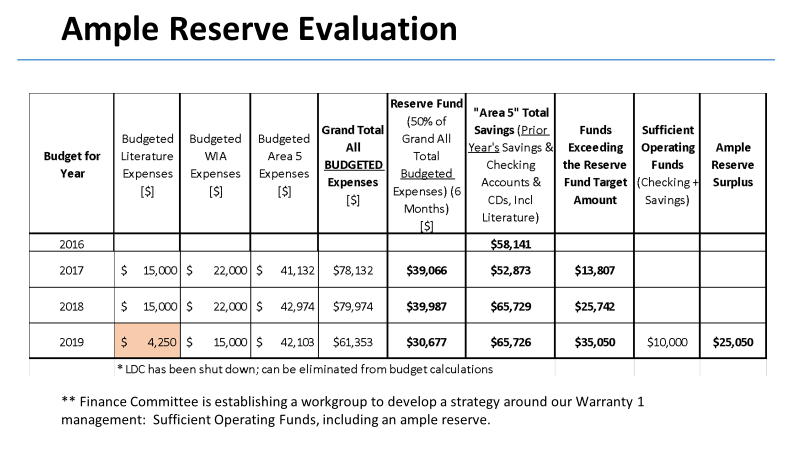 Ample Reserve Evaluation
Budget for
Year
Budgeted
Literature
Expenses
[$]
Budgeted
WIA
Expenses
[$]
Budgeted
Area 5
Expenses
[$]
Grand Total
All
BUDGETED
Expenses
[$]
Reserve Fund
(50% of
Grand All
Total
Budgeted
Expenses) (6
Months)
[$]
"Area 5" Total
Savings (Prior
Year's Savings &
Checking
Accounts &
CDs, Incl
Literature)
Funds
Exceeding
the Reserve
Fund Target
Amount
Sufficient
Operating
Funds
(Checking +
Savings)
Ample
Reserve
Surplus
2016 $58,141
2017 $ 15,000 $ 22,000 $ 41,132 $78,132 $39,066 $52,873 $13,807
2018 $ 15,000 $ 22,000 $ 42,974 $79,974 $39,987 $65,729 $25,742
2019 $ 4,250 $ 15,000 $ 42,103 $61,353 $30,677 $65,726 $35,050 $10,000 $25,050
* LDC has been shut down; can be eliminated from budget calculations
** Finance Committee is establishing a workgroup to develop a strategy around our Warranty 1
management: Sufficient Operating Funds, including an ample reserve.